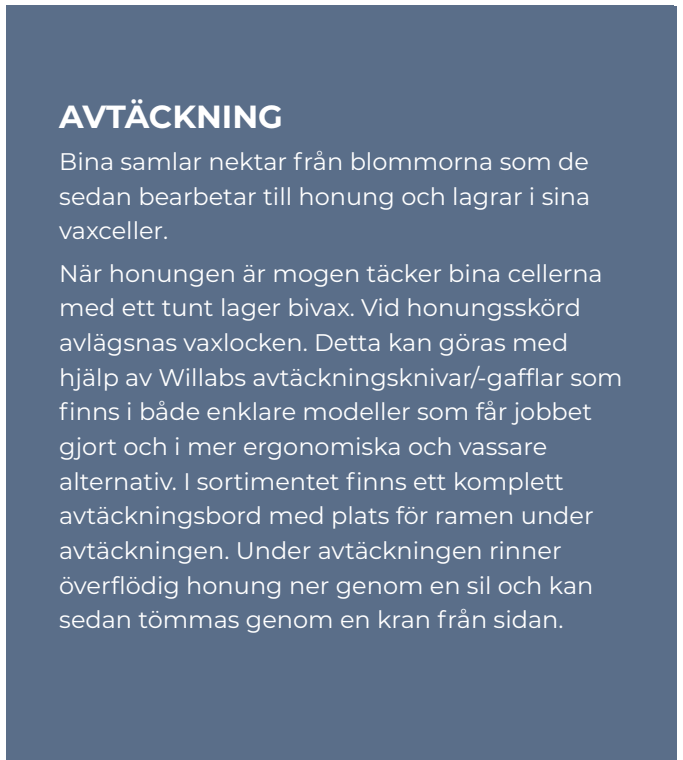 AVTÄCKNING
Bina samlar nektar från blommorna som de
sedan bearbetar till honung och lagrar i sina
vaxceller.
När honungen är mogen täcker bina cellerna
med ett tunt lager bivax. Vid honungsskörd
avlägsnas vaxlocken. Detta kan göras med
hjälp av Willabs avtäckningsknivar/-gafflar som
finns i både enklare modeller som får jobbet
gjort och i mer ergonomiska och vassare
alternativ. I sortimentet finns ett komplett
avtäckningsbord med plats för ramen under
avtäckningen. Under avtäckningen rinner
överflödig honung ner genom en sil och kan
sedan tömmas genom en kran från sidan.